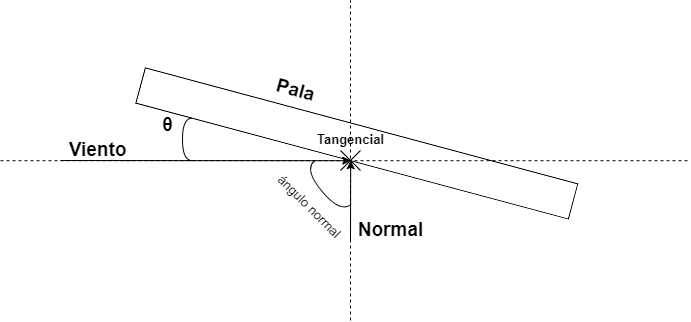 Pala
θ
Tangencial
Viento
ángulo normal
Normal